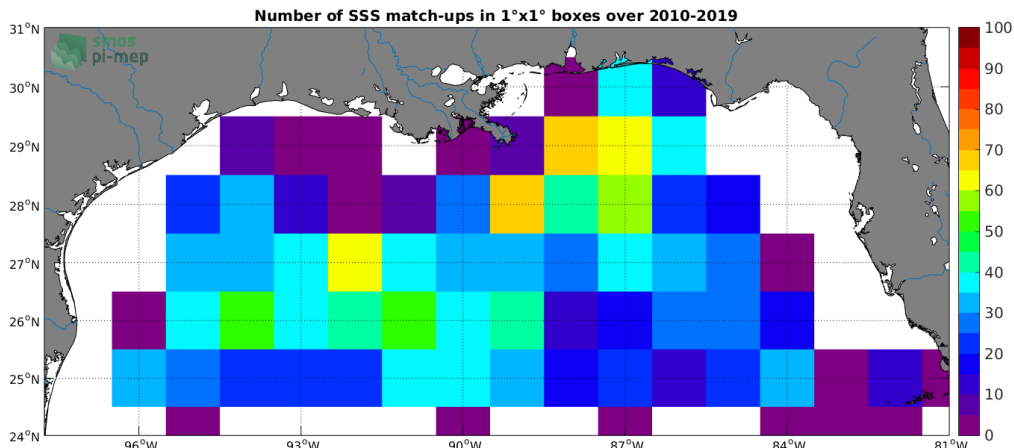 Number of SSS match-ups in 1°x1° boxes over 2010-2019
smos
pi-mep
31°N
30°N
29°N
28°N
27°N
26°N
25°N
24°N
96°W
93°W
90°W
87°W
84°W
81°W
100
90
80
70
60
50
40
30
20
10
0